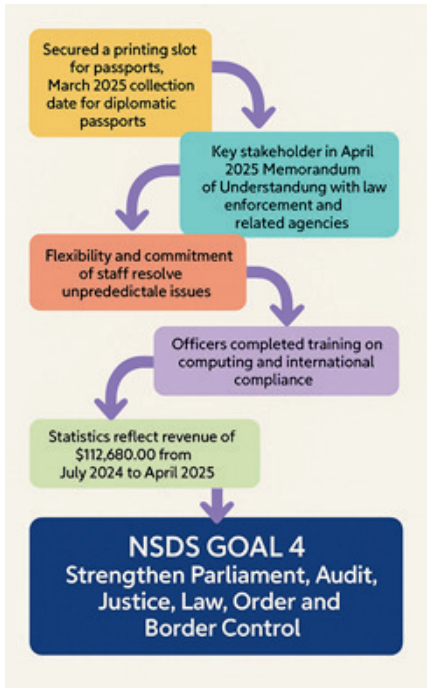 Secured a printing slot
for passports,
March 2025 collection
date for diplomatic
passports
Key stakeholder in April
2025 Memorandum
of Understandung with law
enforcement and
related agencies
Flexibility and commitment
of staff resolve
unprededictale issues
Officers completed training on
computing and international
compliance
Statistics reflect revenue of
$112,680.00 from
July 2024 to April 2025
NSDS GOAL 4
Strengthen Parliament, Audit,
Justice, Law, Order and
Border Control